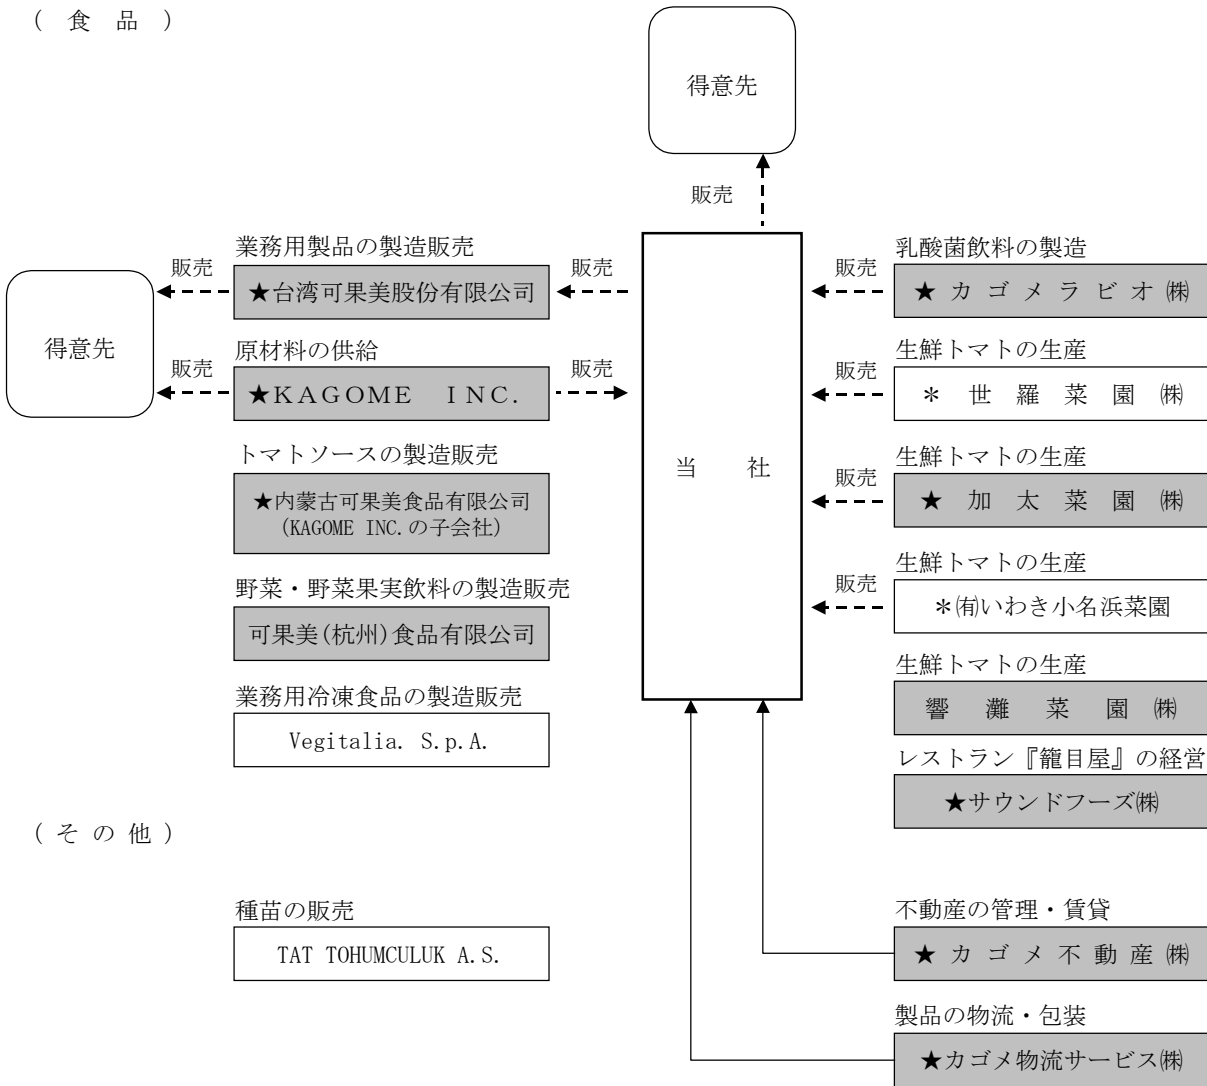 （ 食 品 ）
得意先
販売
業務用製品の製造販売
販売
★台湾可果美股份有限公司
販売
得意先
原材料の供給
販売
★ＫＡＧＯＭＥ　ＩＮＣ.
販売
トマトソースの製造販売
★内蒙古可果美食品有限公司
(KAGOME INC.の子会社)
野菜・野菜果実飲料の製造販売
可果美(杭州)食品有限公司
業務用冷凍食品の製造販売
Vegitalia. S.p.A.
当　社
乳酸菌飲料の製造
販売
★ カ ゴ メ ラ ビ オ ㈱
生鮮トマトの生産
販売
＊ 世 羅 菜 園 ㈱
生鮮トマトの生産
販売
★ 加 太 菜 園 ㈱
生鮮トマトの生産
販売
＊㈲いわき小名浜菜園
生鮮トマトの生産
響 灘 菜 園 ㈱
レストラン『籠目屋』の経営
★サウンドフーズ㈱
（ そ の 他 ）
種苗の販売
TAT TOHUMCULUK A.S.
不動産の管理・賃貸
★ カ ゴ メ 不 動 産 ㈱
製品の物流・包装
★カゴメ物流サービス㈱